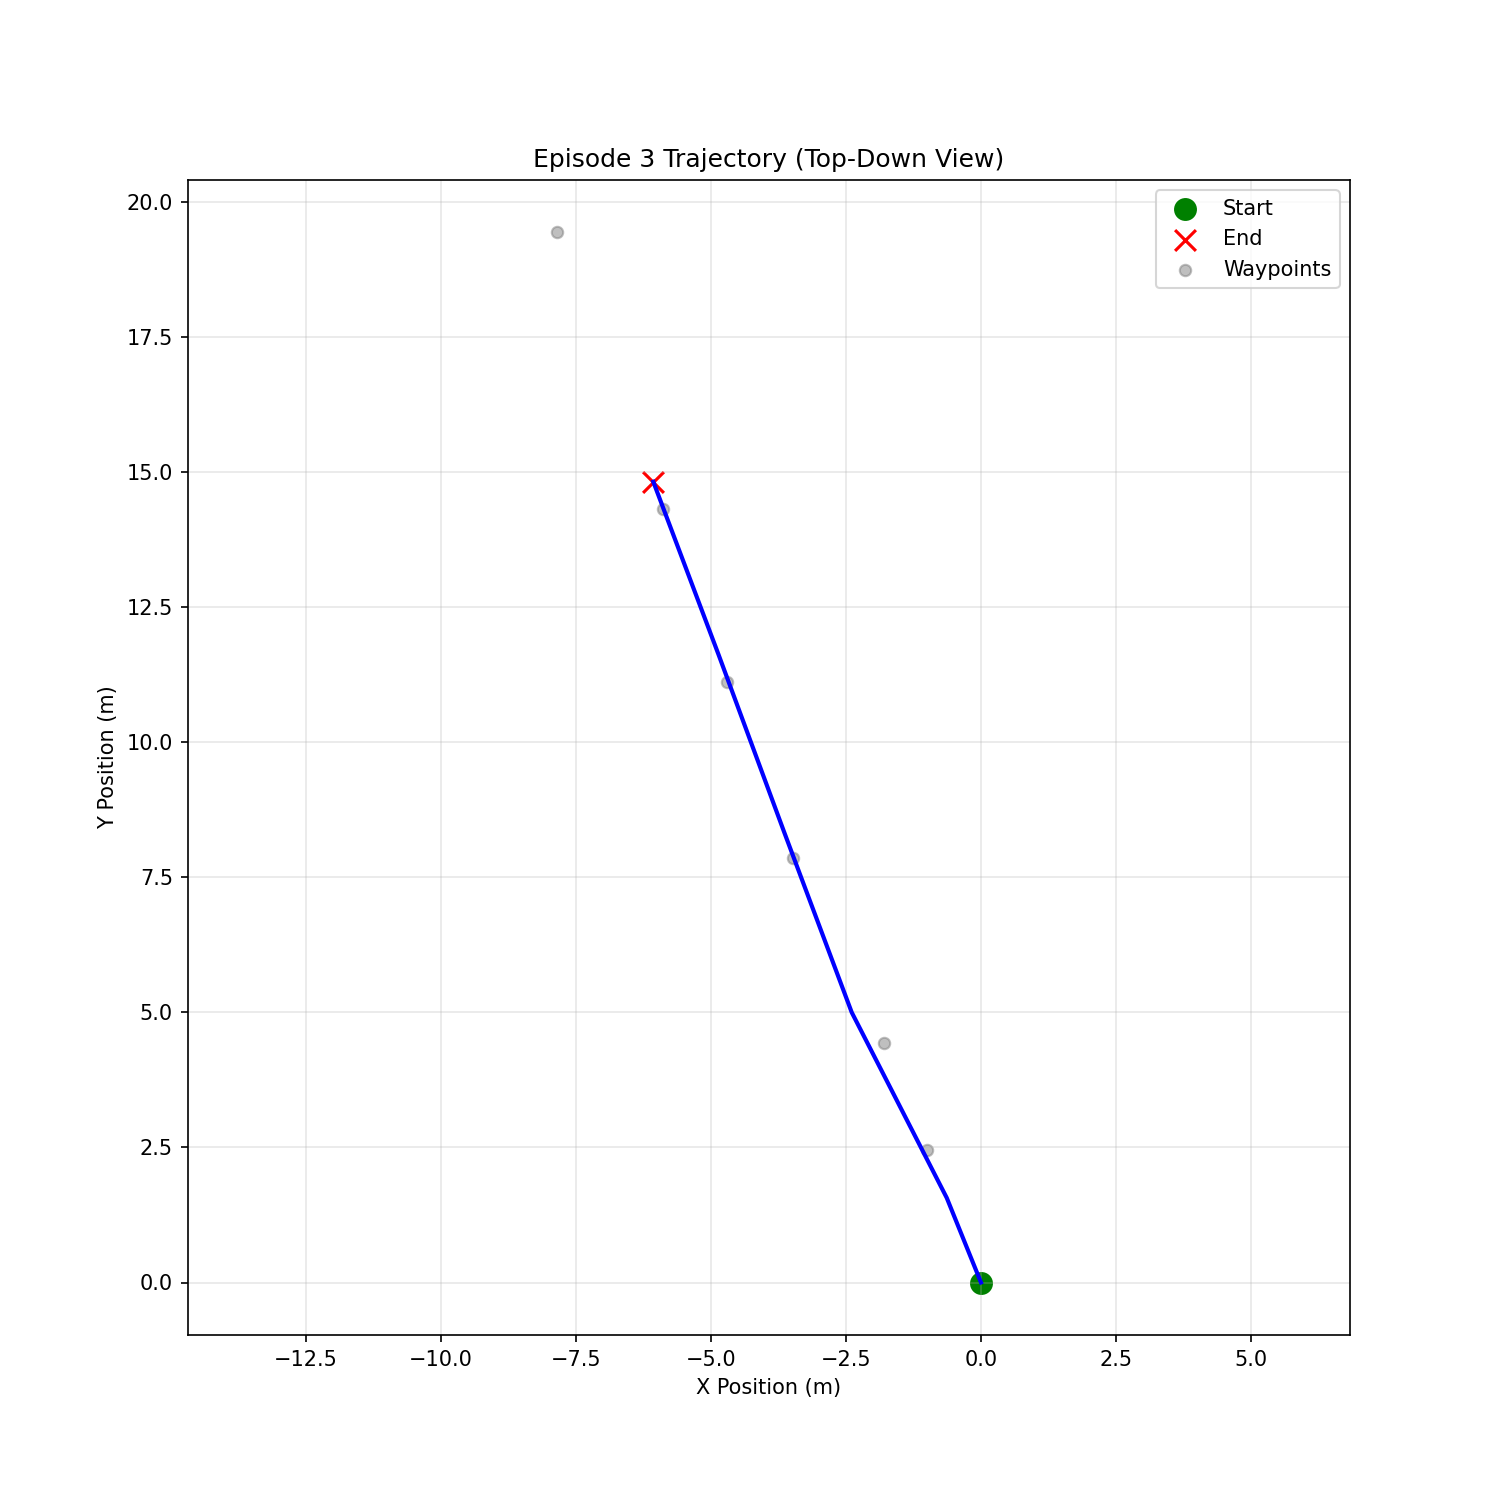 Episode 3 Trajectory (Top-Down View)
Start
End
Waypoints
20.0
17.5
15.0
12.5
10.0
7.5
5.0
2.5
0.0
Y Position (m)
−12.5 −10.0 −7.5 −5.0 −2.5 0.0 2.5 5.0
X Position (m)